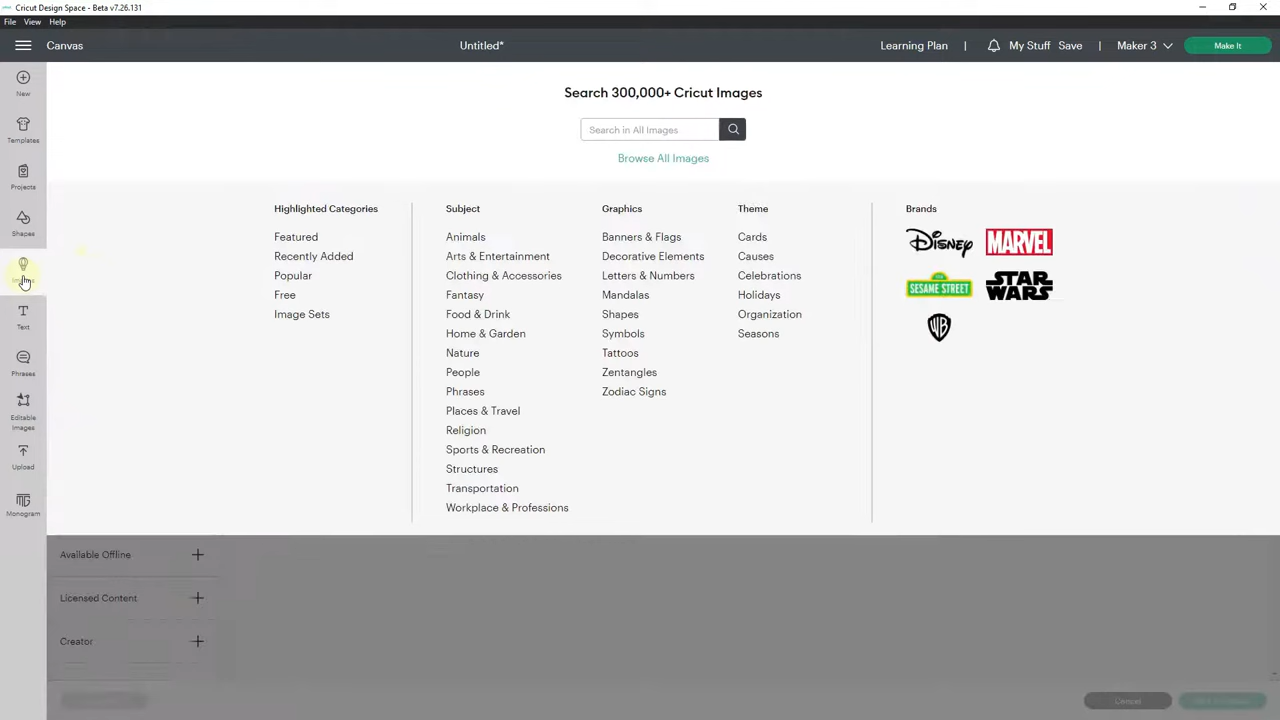 Cricut Design Space - Beta v7.26.131
File View Help
Canvas
Untitled*
Learning Plan | My Stuff Save | Maker 3 Make It
New
Templates
Projects
Shapes
Text
Phrases
Editable
Images
Upload
Monogram
Search 300,000+ Cricut Images
Search in All Images
Browse All Images
Highlighted Categories
Featured
Recently Added
Popular
Free
Image Sets
Subject
Animals
Arts & Entertainment
Clothing & Accessories
Fantasy
Food & Drink
Home & Garden
Nature
People
Phrases
Places & Travel
Religion
Sports & Recreation
Structures
Transportation
Workplace & Professions
Graphics
Banners & Flags
Decorative Elements
Letters & Numbers
Mandalas
Shapes
Symbols
Tattoos
Zentangles
Zodiac Signs
Theme
Cards
Causes
Celebrations
Holidays
Organization
Seasons
Brands
Disney
MARVEL
SESAME STREET
STAR WARS
WB
Available Offline
Licensed Content
Creator
Cancel